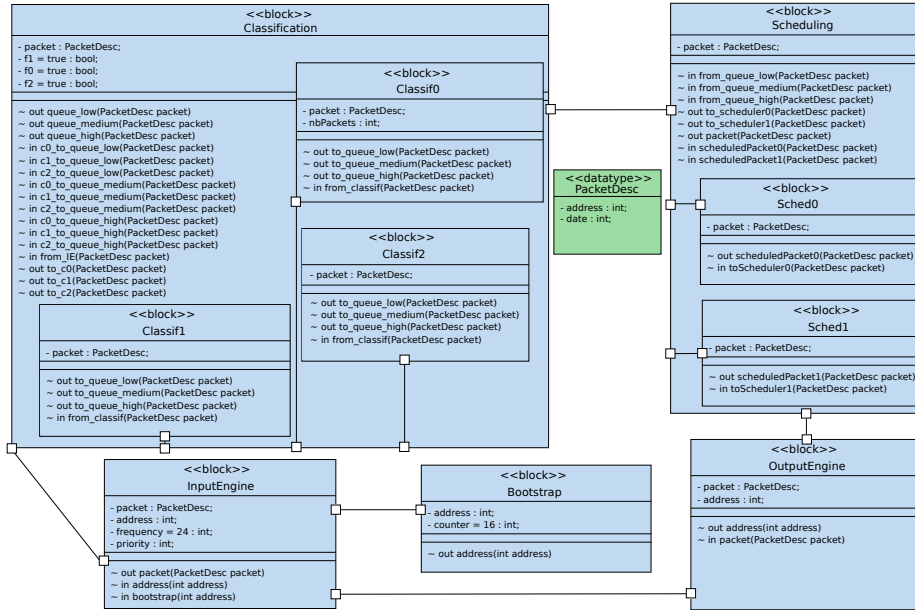 <<block>>
Classification
- packet : PacketDesc;
- f1 = true : bool;
- f0 = true : bool;
- f2 = true : bool;
~ out queue_low(PacketDesc packet)
~ out queue_medium(PacketDesc packet)
~ out queue_high(PacketDesc packet)
~ in c0_to_queue_low(PacketDesc packet)
~ in c1_to_queue_low(PacketDesc packet)
~ in c2_to_queue_low(PacketDesc packet)
~ in c0_to_queue_medium(PacketDesc packet)
~ in c1_to_queue_medium(PacketDesc packet)
~ in c2_to_queue_medium(PacketDesc packet)
~ in c0_to_queue_high(PacketDesc packet)
~ in c1_to_queue_high(PacketDesc packet)
~ in c2_to_queue_high(PacketDesc packet)
~ in from_IE(PacketDesc packet)
~ out to_c0(PacketDesc packet)
~ out to_c1(PacketDesc packet)
~ out to_c2(PacketDesc packet)
<<block>>
Classif0
- packet : PacketDesc;
- nbPackets : int;
~ out to_queue_low(PacketDesc packet)
~ out to_queue_medium(PacketDesc packet)
~ out to_queue_high(PacketDesc packet)
~ in from_classif(PacketDesc packet)
<<block>>
Classif2
- packet : PacketDesc;
~ out to_queue_low(PacketDesc packet)
~ out to_queue_medium(PacketDesc packet)
~ out to_queue_high(PacketDesc packet)
~ in from_classif(PacketDesc packet)
<<block>>
Classif1
- packet : PacketDesc;
~ out to_queue_low(PacketDesc packet)
~ out to_queue_medium(PacketDesc packet)
~ out to_queue_high(PacketDesc packet)
~ in from_classif(PacketDesc packet)
<<datatype>>
PacketDesc
- address : int;
- date : int;
<<block>>
Scheduling
- packet : PacketDesc;
~ in from_queue_low(PacketDesc packet)
~ in from_queue_medium(PacketDesc packet)
~ in from_queue_high(PacketDesc packet)
~ out to_scheduler0(PacketDesc packet)
~ out to_scheduler1(PacketDesc packet)
~ out packet(PacketDesc packet)
~ in scheduledPacket0(PacketDesc packet)
~ in scheduledPacket1(PacketDesc packet)
<<block>>
Sched0
- packet : PacketDesc;
~ out scheduledPacket0(PacketDesc packet)
~ in toScheduler0(PacketDesc packet)
<<block>>
Sched1
- packet : PacketDesc;
~ out scheduledPacket1(PacketDesc packet)
~ in toScheduler1(PacketDesc packet)
<<block>>
InputEngine
- packet : PacketDesc;
- address : int;
- frequency = 24 : int;
- priority : int;
~ out packet(PacketDesc packet)
~ in address(int address)
~ in bootstrap(int address)
<<block>>
Bootstrap
- address : int;
- counter = 16 : int;
~ out address(int address)
<<block>>
OutputEngine
- packet : PacketDesc;
- address : int;
~ out address(int address)
~ in packet(PacketDesc packet)